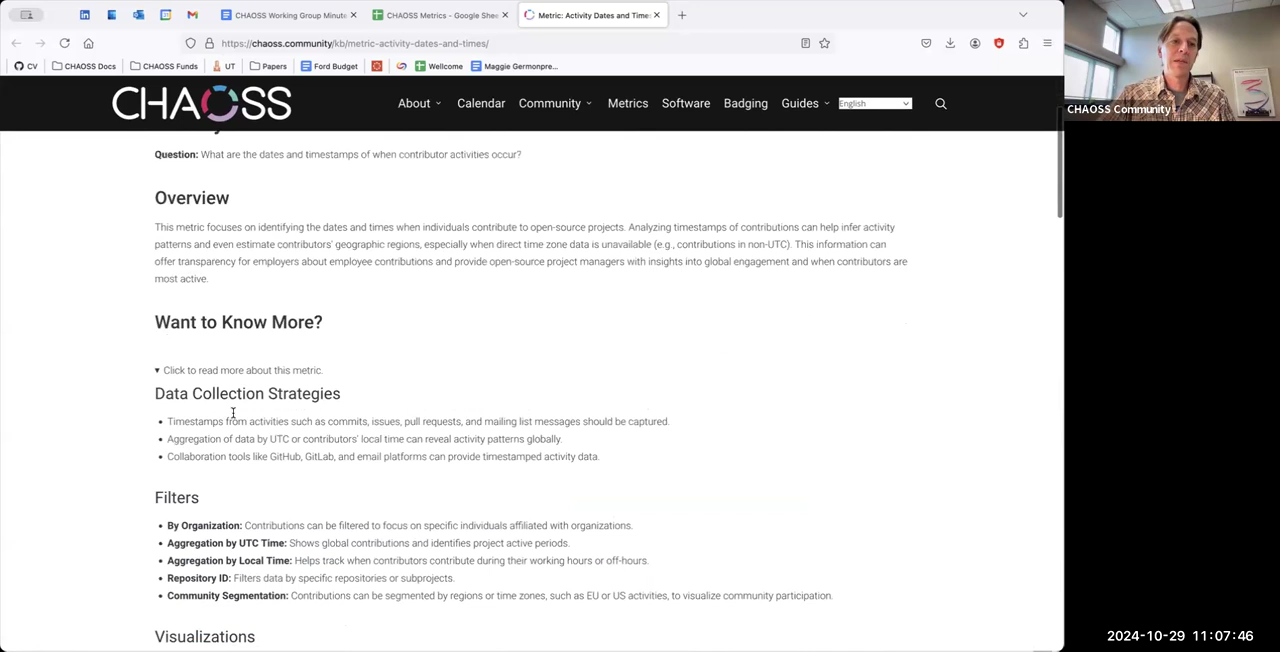 CHAOSS Working Group Minute
CHAOSS Metrics - Google Shee
Metric: Activity Dates and Time
https://chaoss.community/kb/metric-activity-dates-and-times/
CV
CHAOSS Docs
CHAOSS Funds
UT
Papers
Ford Budget
Wellcome
Maggie Germonpre...
CHAOSS
About
Calendar
Community
Metrics
Software
Badging
Guides
English
CHAOSS Community
Question: What are the dates and timestamps of when contributor activities occur?
Overview
This metric focuses on identifying the dates and times when individuals contribute to open-source projects. Analyzing timestamps of contributions can help infer activity
patterns and even estimate contributors' geographic regions, especially when direct time zone data is unavailable (e.g., contributions in non-UTC). This information can
offer transparency for employers about employee contributions and provide open-source project managers with insights into global engagement and when contributors are
most active.
Want to Know More?
▾ Click to read more about this metric.
Data Collection Strategies
• Timestamps from activities such as commits, issues, pull requests, and mailing list messages should be captured.
• Aggregation of data by UTC or contributors' local time can reveal activity patterns globally.
• Collaboration tools like GitHub, GitLab, and email platforms can provide timestamped activity data.
Filters
• By Organization: Contributions can be filtered to focus on specific individuals affiliated with organizations.
• Aggregation by UTC Time: Shows global contributions and identifies project active periods.
• Aggregation by Local Time: Helps track when contributors contribute during their working hours or off-hours.
• Repository ID: Filters data by specific repositories or subprojects.
• Community Segmentation: Contributions can be segmented by regions or time zones, such as EU or US activities, to visualize community participation.
Visualizations
2024-10-29 11:07:46